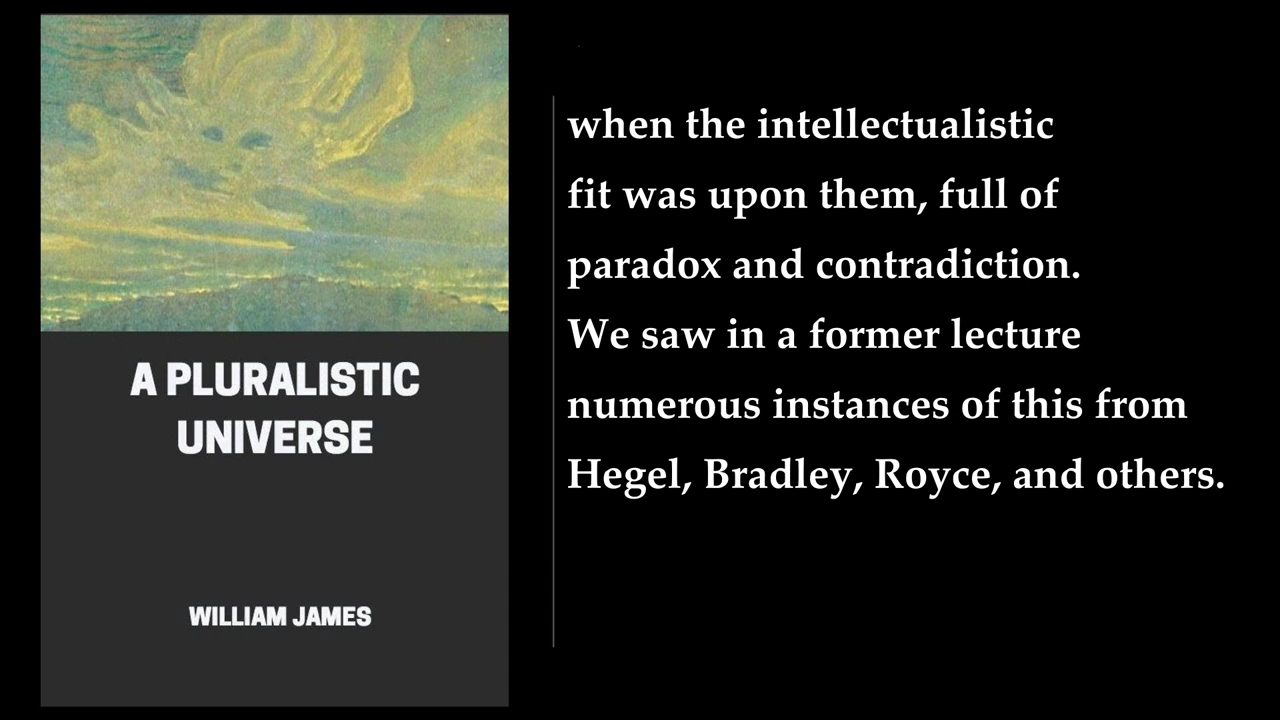 A PLURALISTIC
UNIVERSE
WILLIAM JAMES
when the intellectualistic
fit was upon them, full of
paradox and contradiction.
We saw in a former lecture
numerous instances of this from
Hegel, Bradley, Royce, and others.